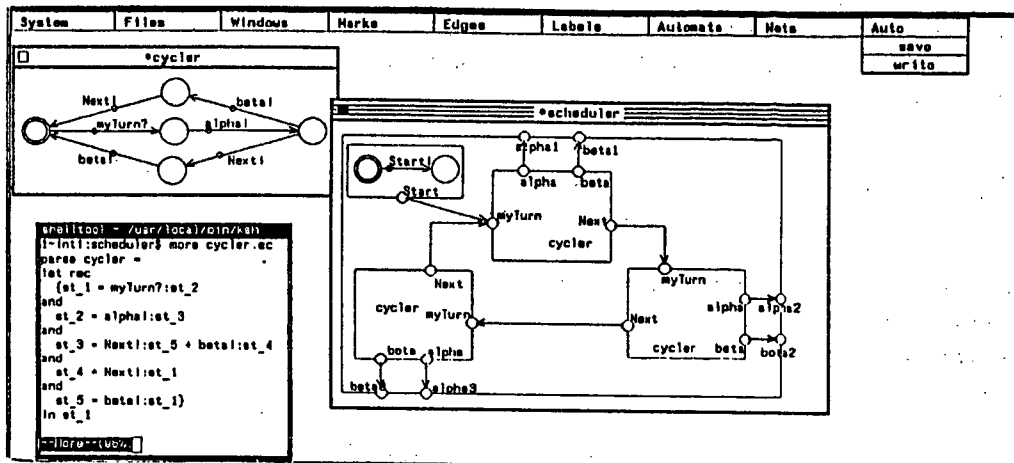 System Files Windows Marks Edges Labels Automata Nets Auto
save
write
*cycler
Next! beta!
myTurn? alpha!
beta! Next!
*scheduler
alpha1 beta1
Start!
Start
alpha beta
myTurn
Next
cycler
Next
myTurn
cycler
myTurn
alpha alpha2
Next
cycler
beta beta2
beta alpha
alpha3
shelltool - /usr/local/bin/ksh
parse cycler =
let rec
{st_1 = myTurn?:st_2
and
st_2 = alpha!:st_3
and
st_3 = Next!:st_5 + beta!:st_4
and
st_4 = Next!:st_1
and
st_5 = beta!:st_1}
in st_1